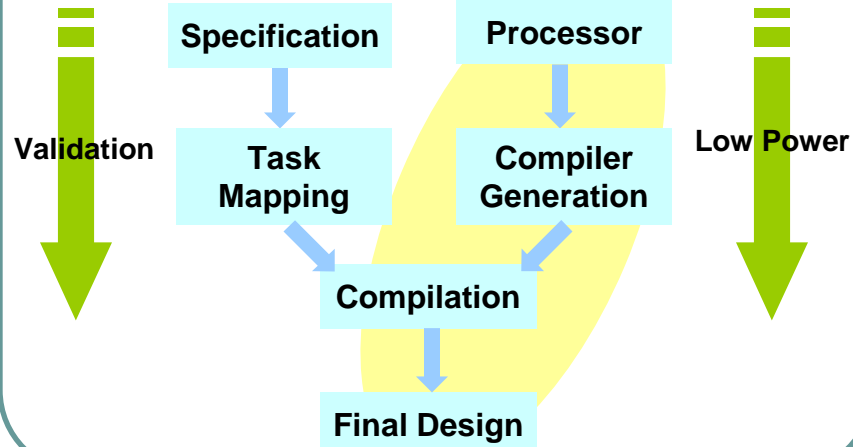 Specification
Processor
Validation
Task
Mapping
Compiler
Generation
Low Power
Compilation
Final Design